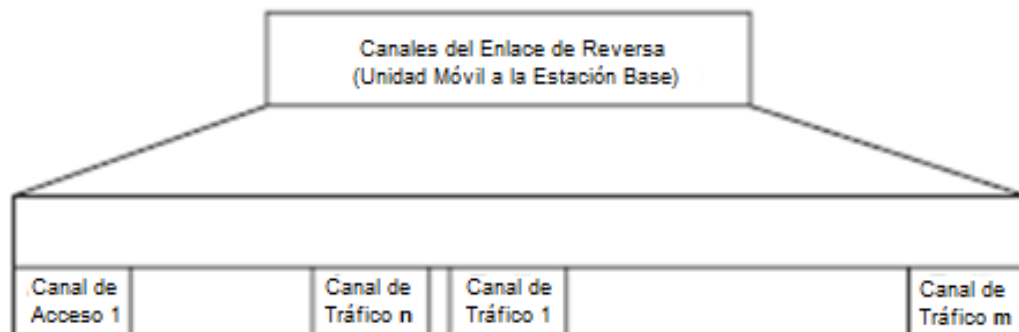 Canales del Enlace de Reversa
(Unidad Móvil a la Estación Base)
Canal de
Acceso 1
Canal de
Tráfico n
Canal de
Tráfico 1
Canal de
Tráfico m